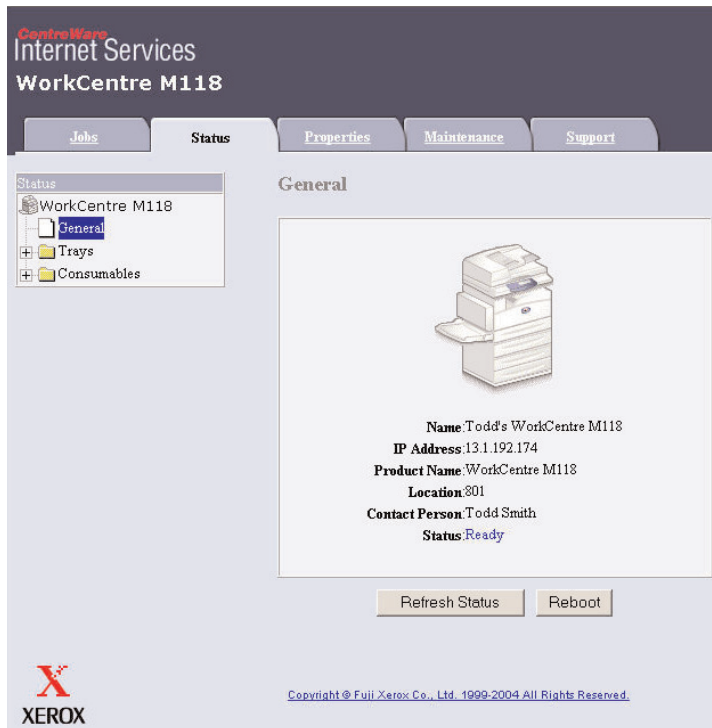 CentreWare
Internet Services
WorkCentre M118
Jobs
Status
Properties
Maintenance
Support
Status
WorkCentre M118
General
Trays
Consumables
General
Name:Todd's WorkCentre M118
IP Address:13.1.192.174
Product Name:WorkCentre M118
Location:801
Contact Person:Todd Smith
Status:Ready
Refresh Status
Reboot
X
XEROX
Copyright © Fuji Xerox Co., Ltd. 1999-2004 All Rights Reserved.